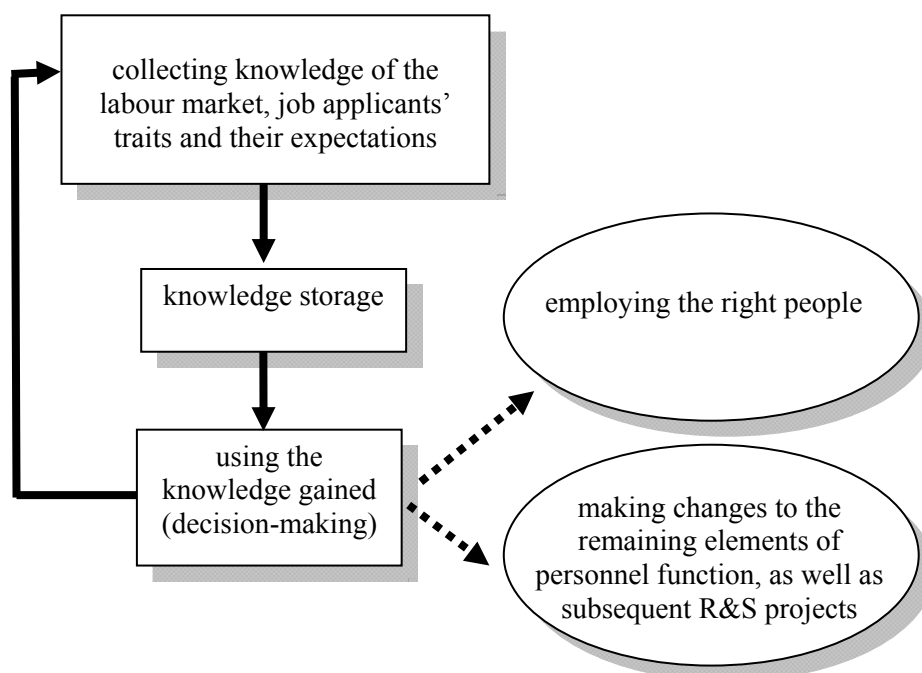 collecting knowledge of the
labour market, job applicants’
traits and their expectations
knowledge storage
employing the right people
using the
knowledge gained
(decision-making)
making changes to the
remaining elements of
personnel function, as well as
subsequent R&S projects